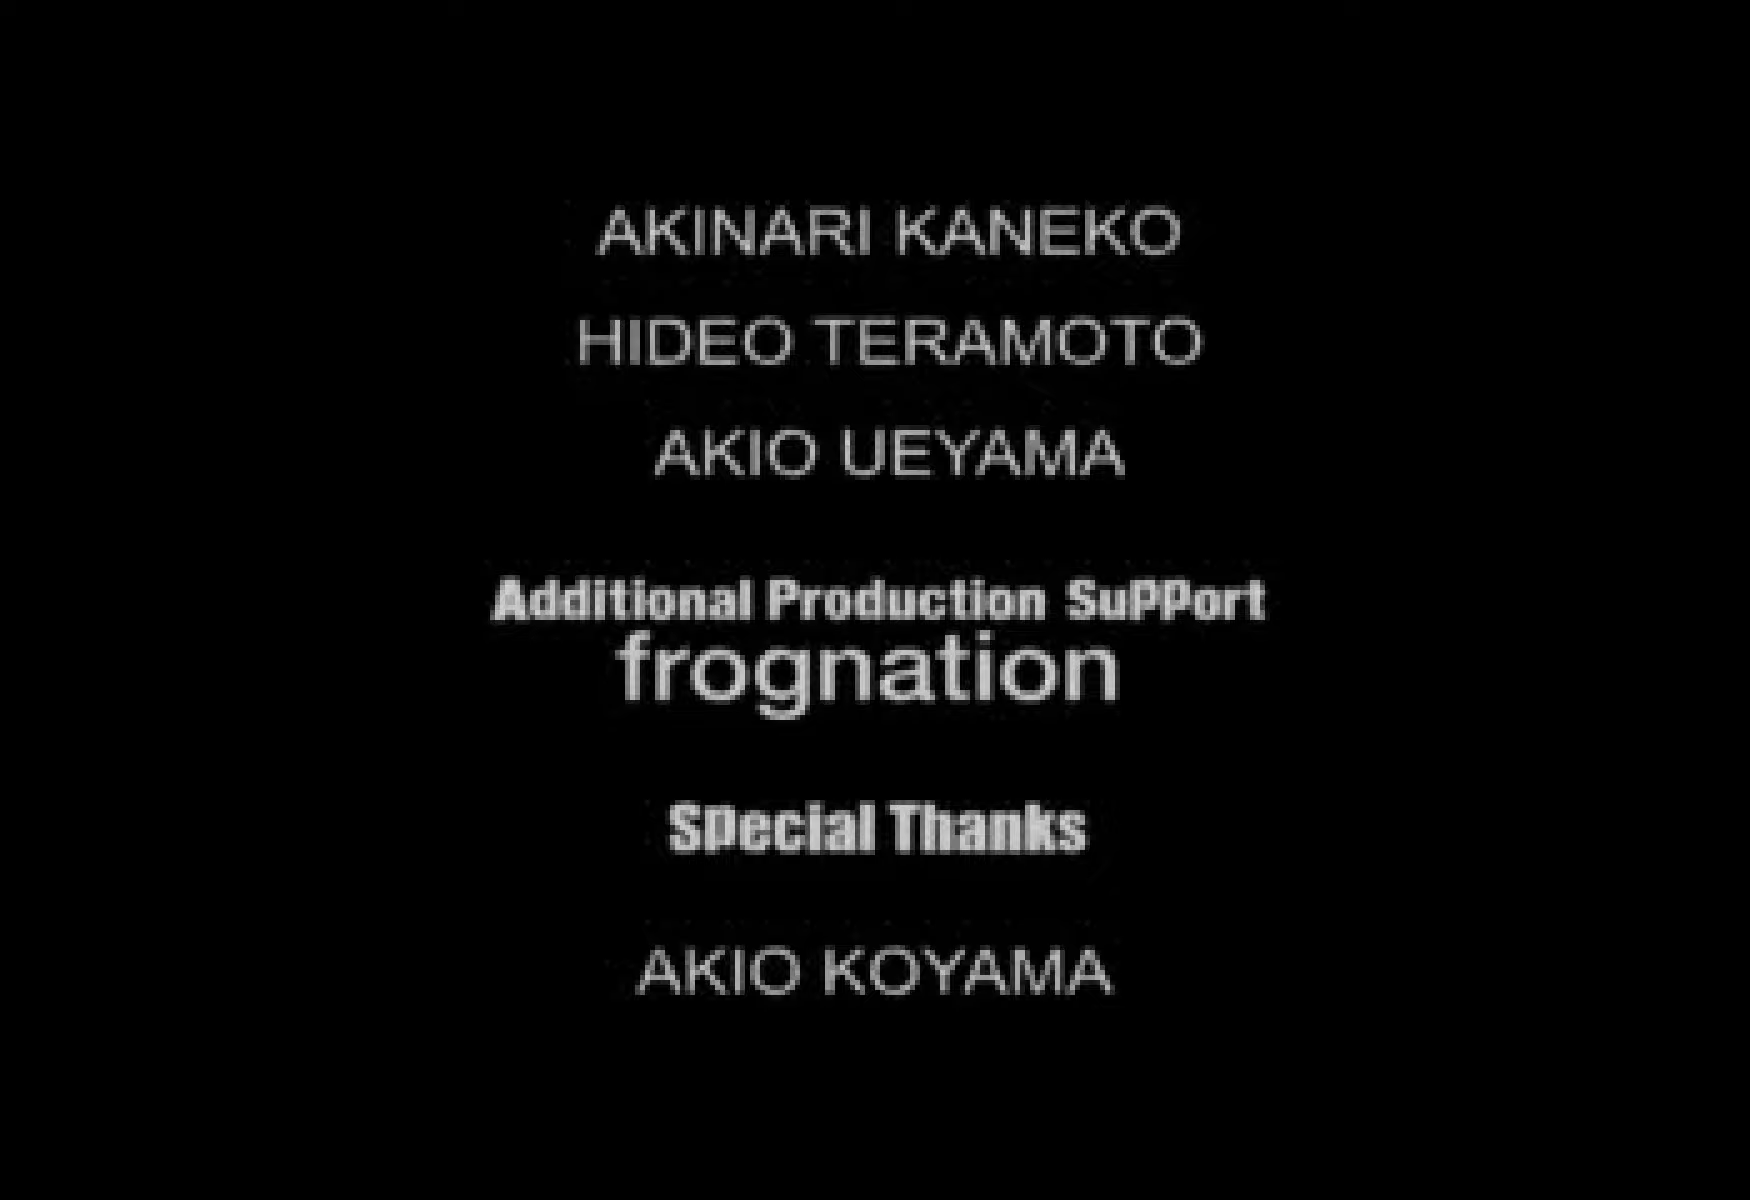 AKINARI KANEKO
HIDEO TERAMOTO
AKIO UEYAMA
Additional Production SuPPort
frognation
Special Thanks
AKIO KOYAMA